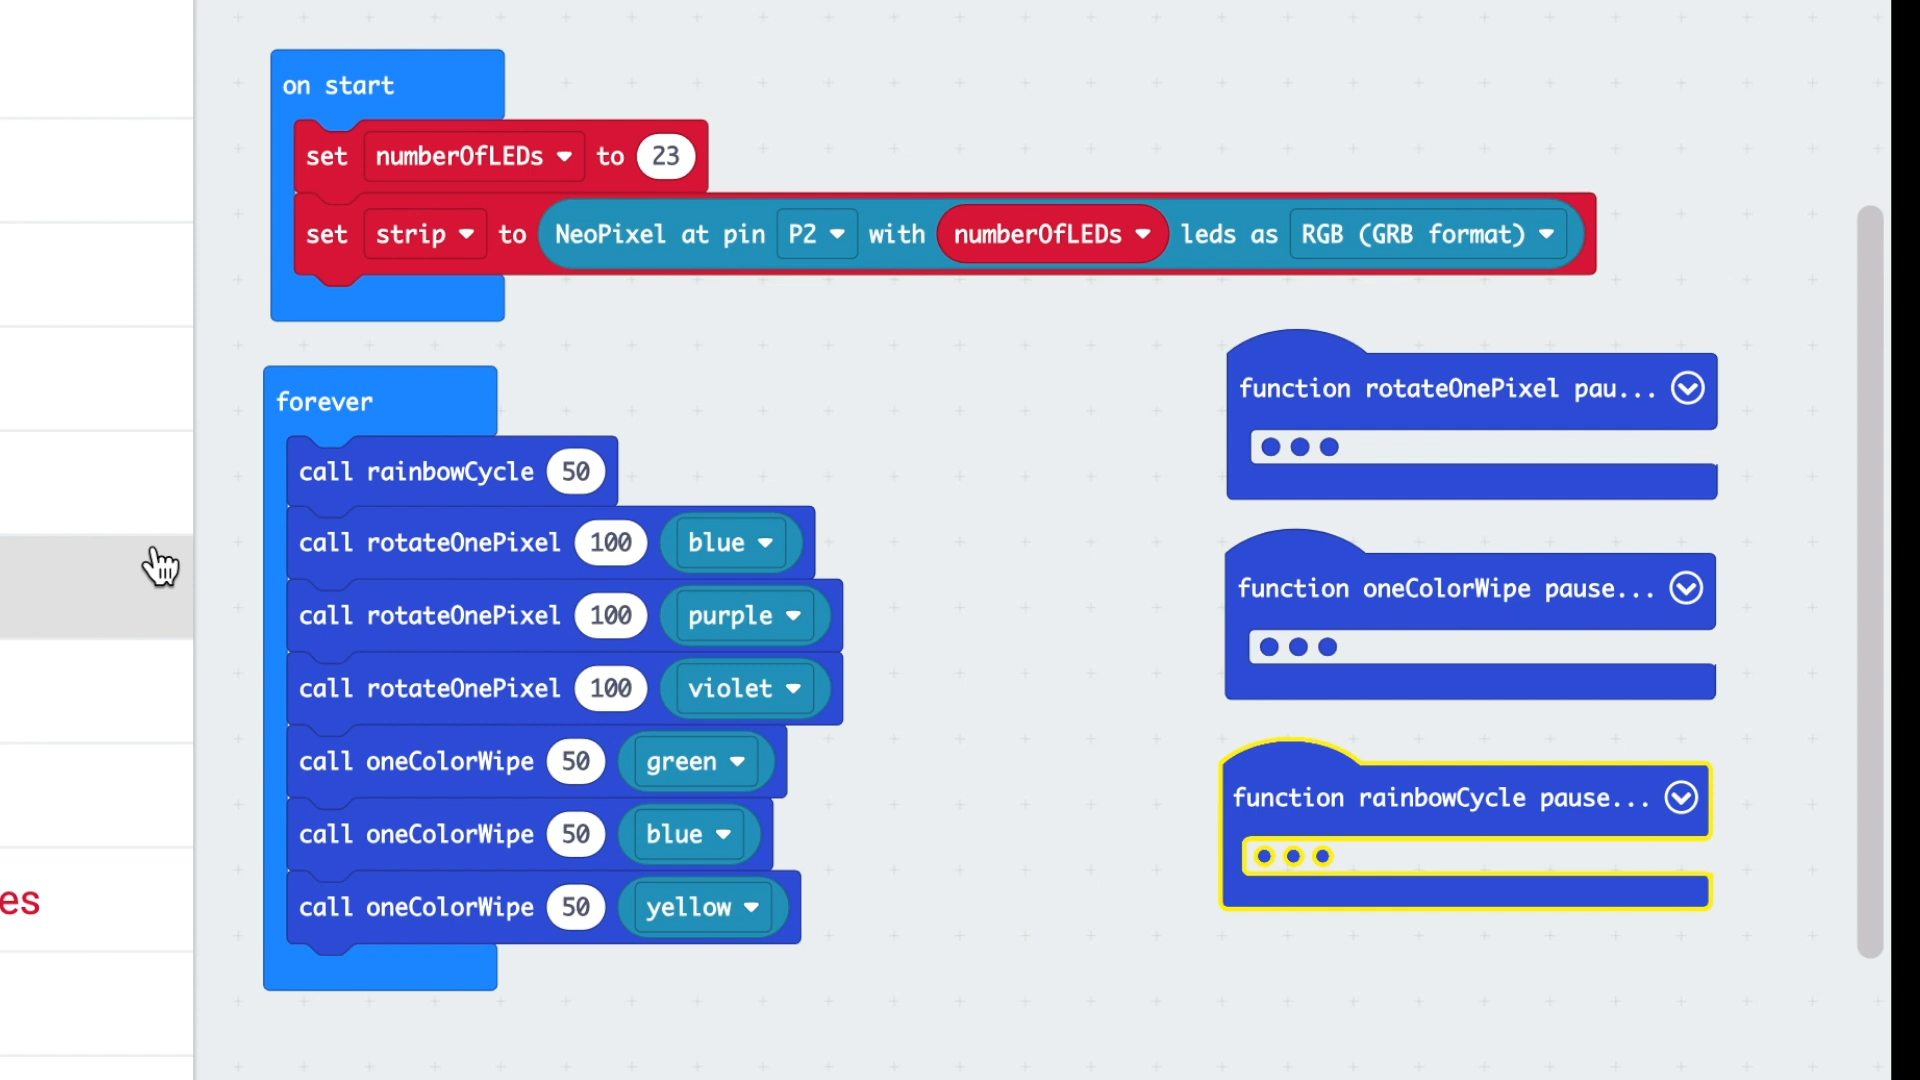 on start
set numberOfLEDs to 23
set strip to NeoPixel at pin P2 with numberOfLEDs leds as RGB (GRB format)
forever
call rainbowCycle 50
call rotateOnePixel 100 blue
call rotateOnePixel 100 purple
call rotateOnePixel 100 violet
call oneColorWipe 50 green
call oneColorWipe 50 blue
call oneColorWipe 50 yellow
function rotateOnePixel pau...
function oneColorWipe pause...
function rainbowCycle pause...
es